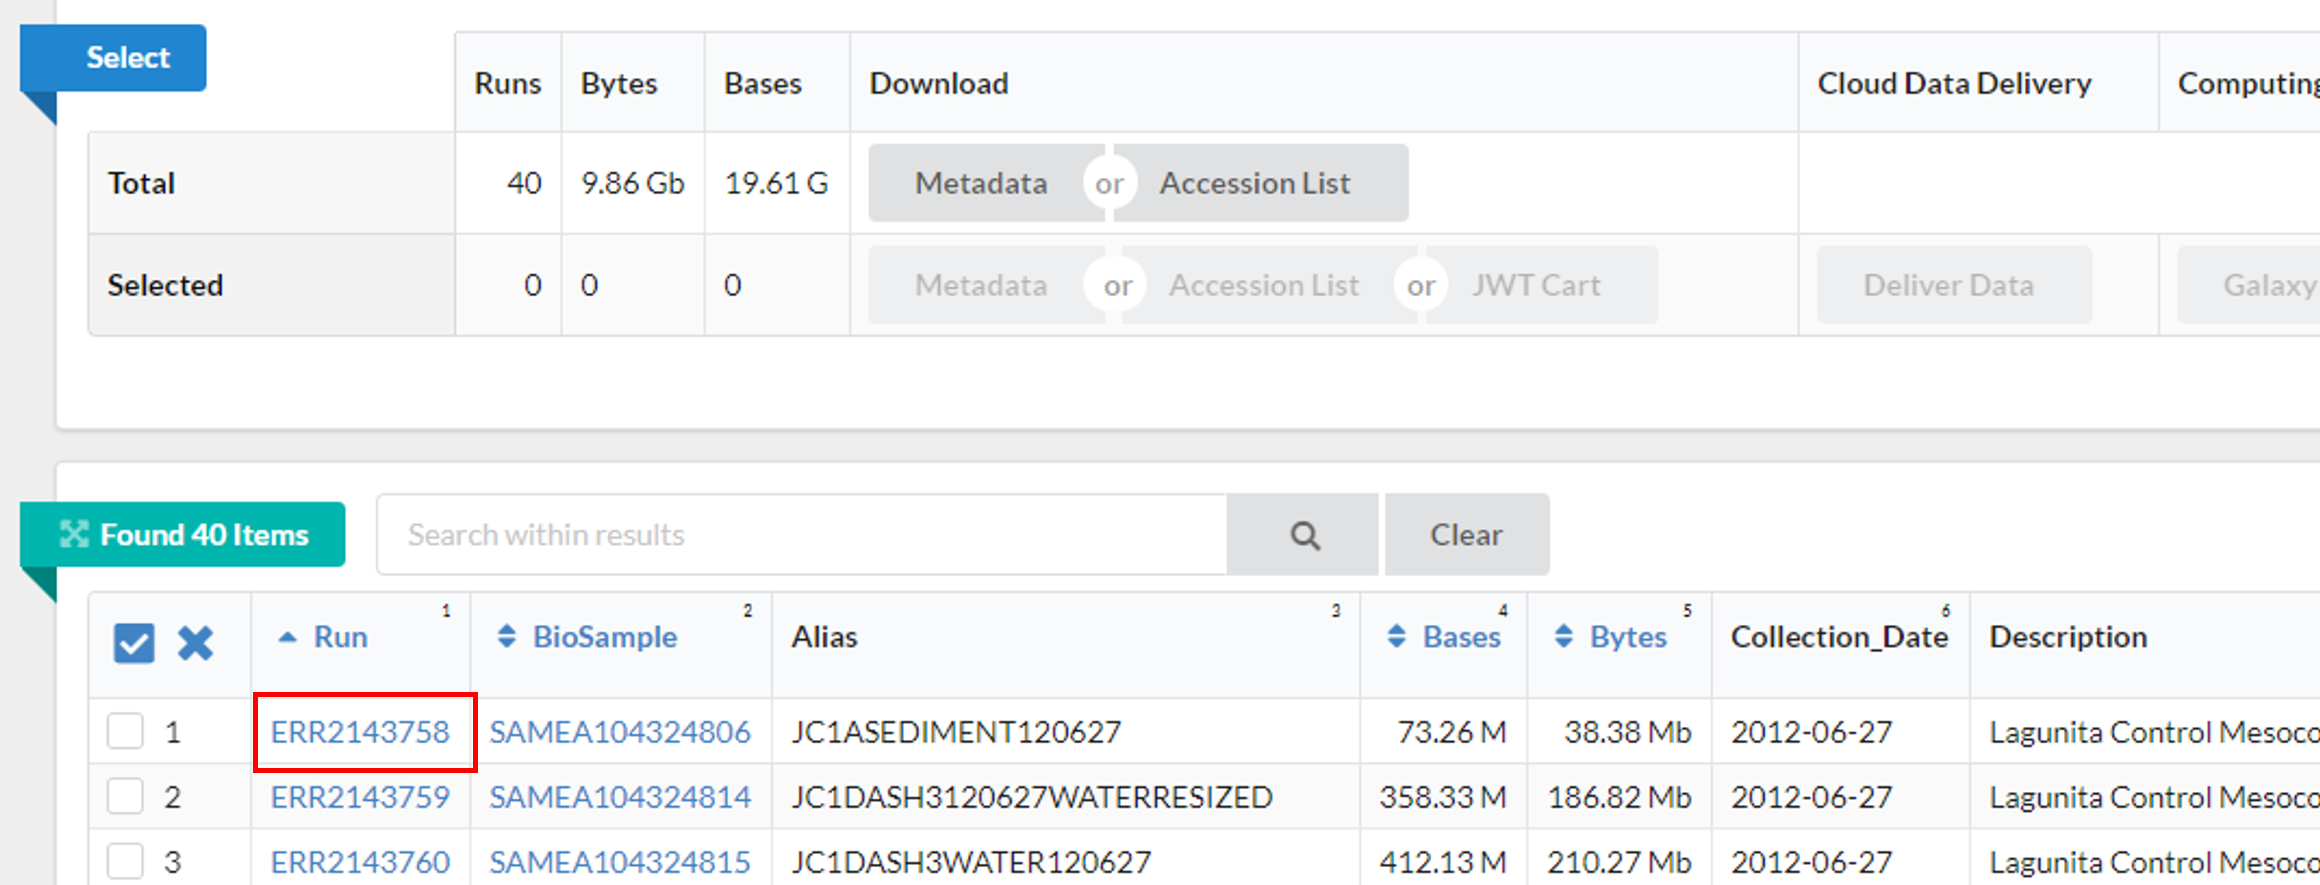 Select
Runs Bytes Bases Download Cloud Data Delivery Computing
Total 40 9.86 Gb 19.61 G Metadata or Accession List
Selected 0 0 0 Metadata or Accession List or JWT Cart Deliver Data Galaxy
Found 40 Items Search within results Clear
1 2 3 4 5 6
Run BioSample Alias Bases Bytes Collection_Date Description
1 ERR2143758 SAMEA104324806 JC1ASEDIMENT120627 73.26 M 38.38 Mb 2012-06-27 Lagunita Control Mesoco
2 ERR2143759 SAMEA104324814 JC1DASH3120627WATERRESIZED 358.33 M 186.82 Mb 2012-06-27 Lagunita Control Mesoco
3 ERR2143760 SAMEA104324815 JC1DASH3WATER120627 412.13 M 210.27 Mb 2012-06-27 Lagunita Control Mesoco